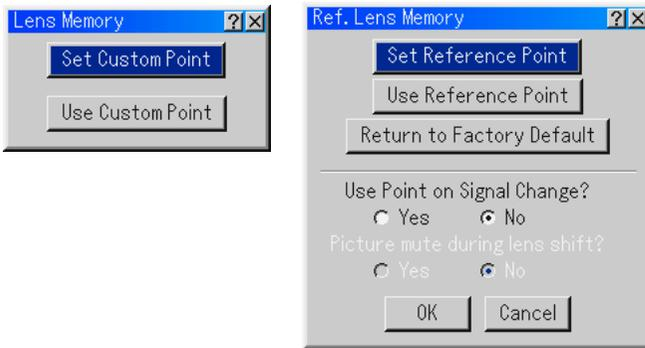 Lens Memory
Set Custom Point
Use Custom Point
Ref. Lens Memory
Set Reference Point
Use Reference Point
Return to Factory Default
Use Point on Signal Change?
Yes No
Picture mute during lens shift?
Yes No
OK Cancel